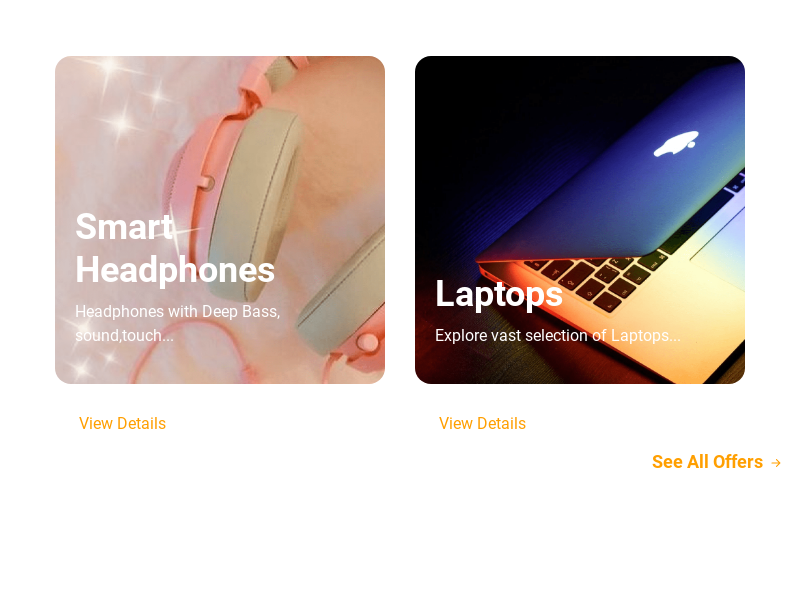 Smart
Headphones
Headphones with Deep Bass,
sound,touch...
View Details
Laptops
Explore vast selection of Laptops...
View Details
See All Offers →